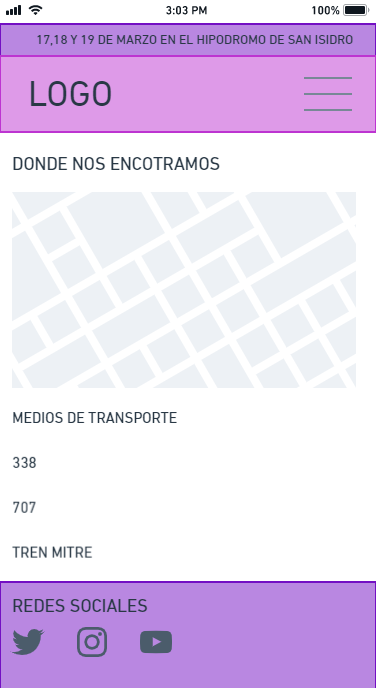 3:03 PM
100%
17,18 Y 19 DE MARZO EN EL HIPODROMO DE SAN ISIDRO
LOGO
DONDE NOS ENCOTRAMOS
MEDIOS DE TRANSPORTE
338
707
TREN MITRE
REDES SOCIALES